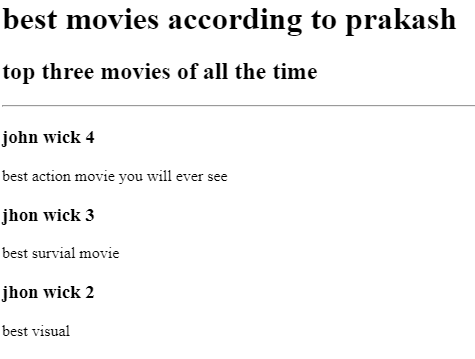 best movies according to prakash
top three movies of all the time
john wick 4
best action movie you will ever see
jhon wick 3
best survial movie
jhon wick 2
best visual